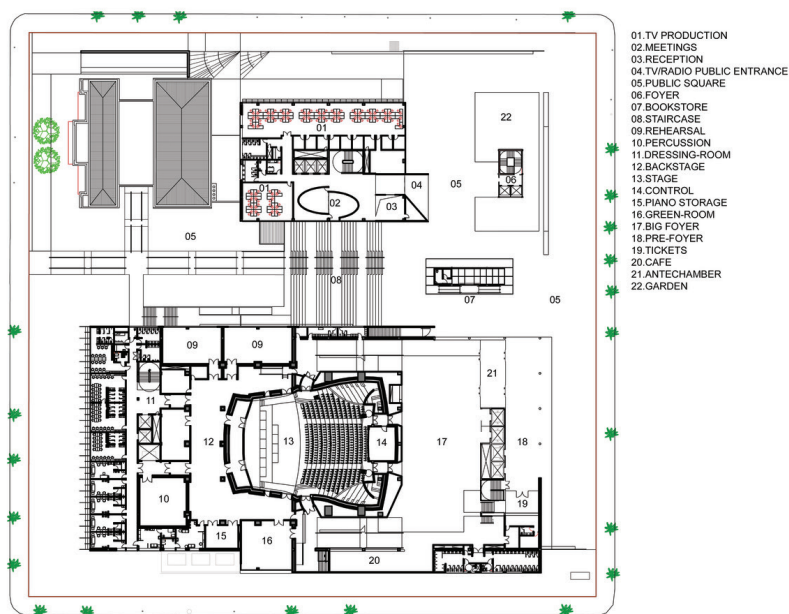 01.TV PRODUCTION
02.MEETINGS
03.RECEPTION
04.TV/RADIO PUBLIC ENTRANCE
05.PUBLIC SQUARE
06.FOYER
07.BOOKSTORE
08.STAIRCASE
09.REHEARSAL
10.PERCUSSION
11.DRESSING-ROOM
12.BACKSTAGE
13.STAGE
14.CONTROL
15.PIANO STORAGE
16.GREEN-ROOM
17.BIG FOYER
18.PRE-FOYER
19.TICKETS
20.CAFE
21.ANTECHAMBER
22.GARDEN
22
01
04
05
06
01
02
03
05
08
07
05
09
09
21
11
12
13
14
17
18
10
19
15
16
20